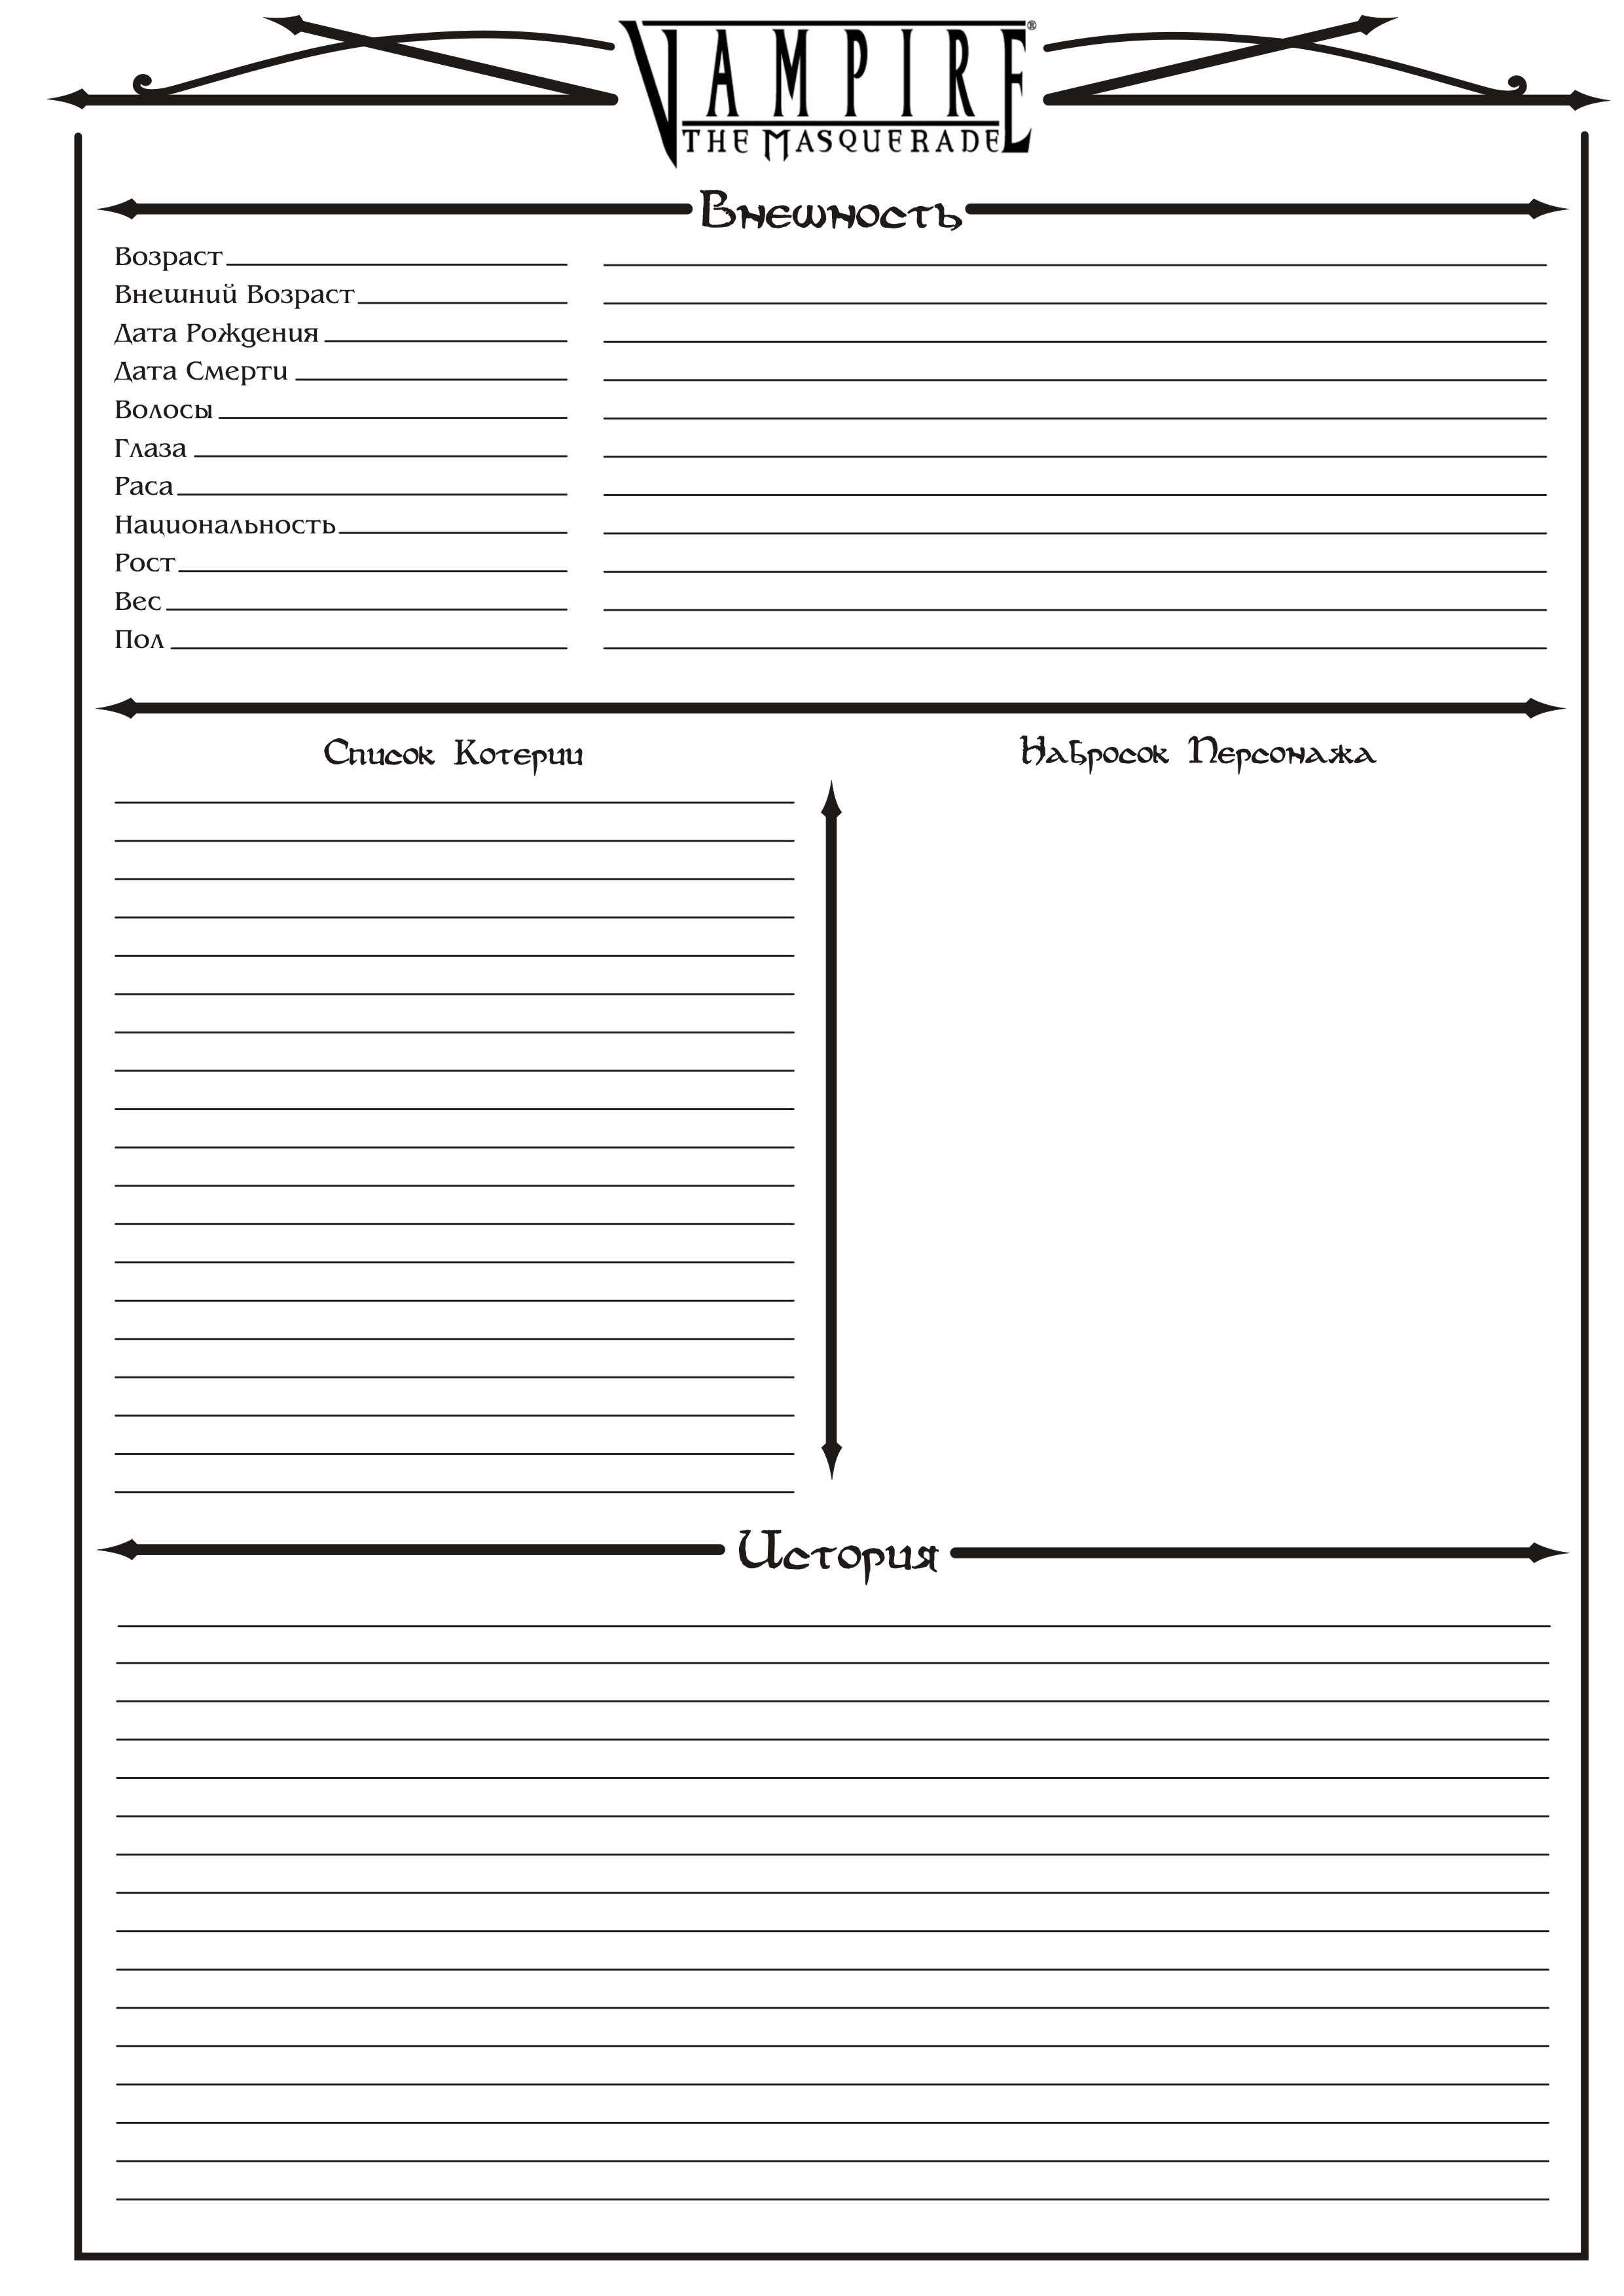 VAMPIRE®
THE MASQUERADE
Внешность
Возраст
Внешний Возраст
Дата Рождения
Дата Смерти
Волосы
Глаза
Раса
Национальность
Рост
Вес
Пол
Список Котерии
Набросок Персонажа
История